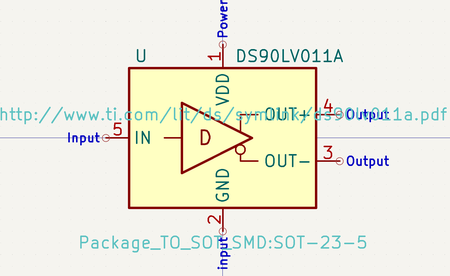 Power
1
U DS90LV011A
VDD
http://www.ti.com/lit/ds/symlink/ds90lv011a.pdf
OUT+ 4 Output
Input 5 IN D
OUT- 3 Output
GND
2
Package_TO_SOT_SMD:SOT-23-5
input